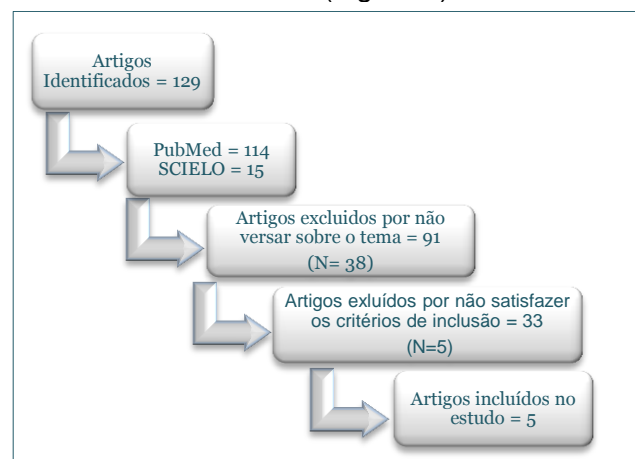 Artigos
Identificados = 129
PubMed = 114
SCIELO = 15
Artigos excluidos por não
versar sobre o tema = 91
(N= 38)
Artigos exluídos por não satisfazer
os critérios de inclusão = 33
(N=5)
Artigos incluídos no
estudo = 5